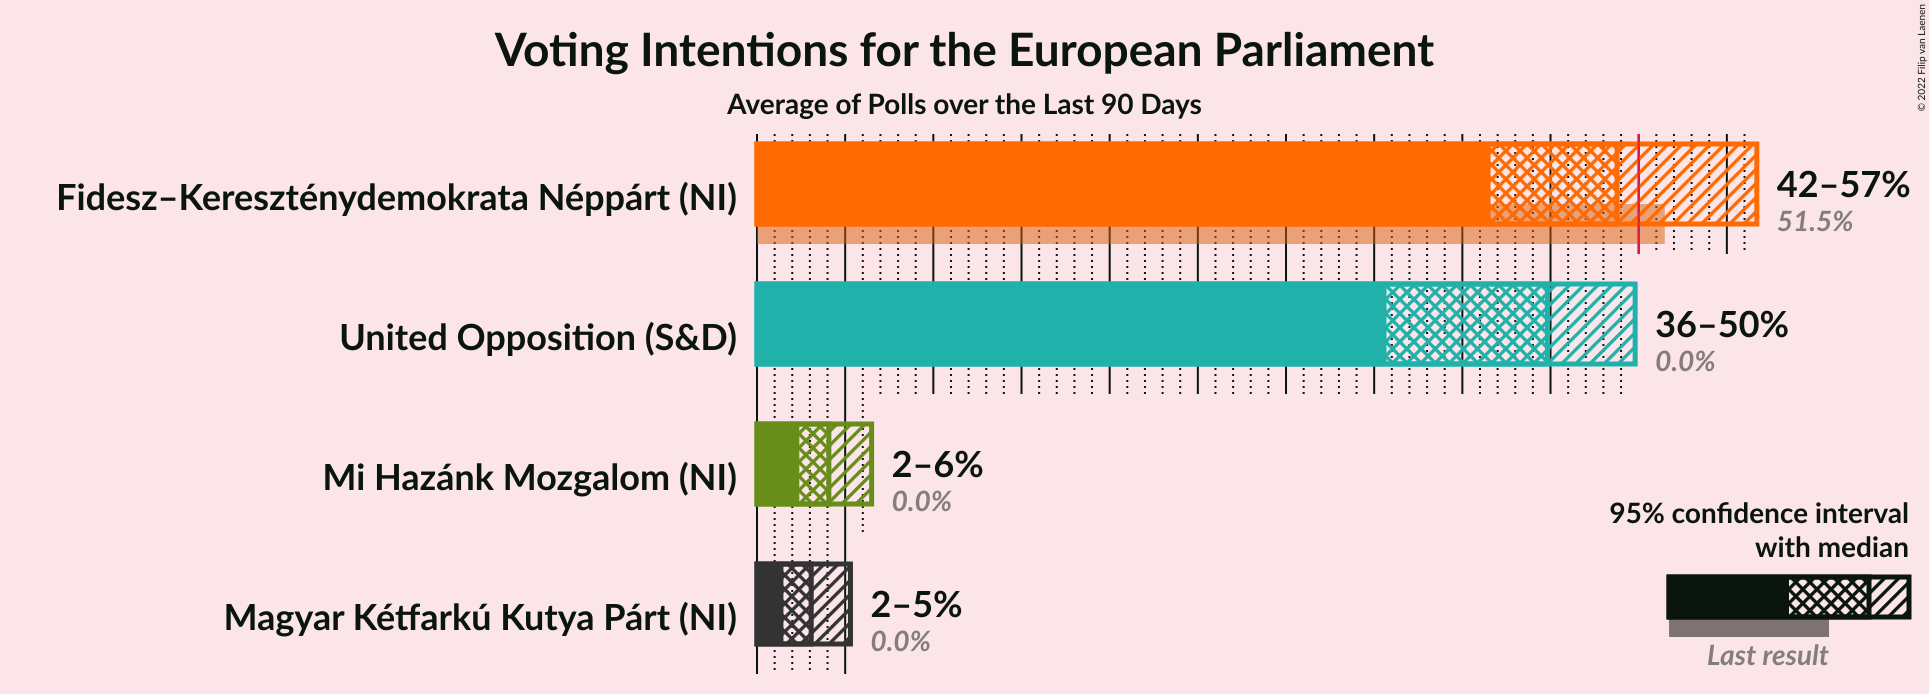 Voting Intentions for the European Parliament
Average of Polls over the Last 90 Days
Fidesz–Kereszténydemokrata Néppárt (NI)
42–57%
51.5%
United Opposition (S&D)
36–50%
0.0%
Mi Hazánk Mozgalom (NI)
2–6%
0.0%
Magyar Kétfarkú Kutya Párt (NI)
2–5%
0.0%
95% confidence interval
with median
Last result
© 2022 Filip van Laenen